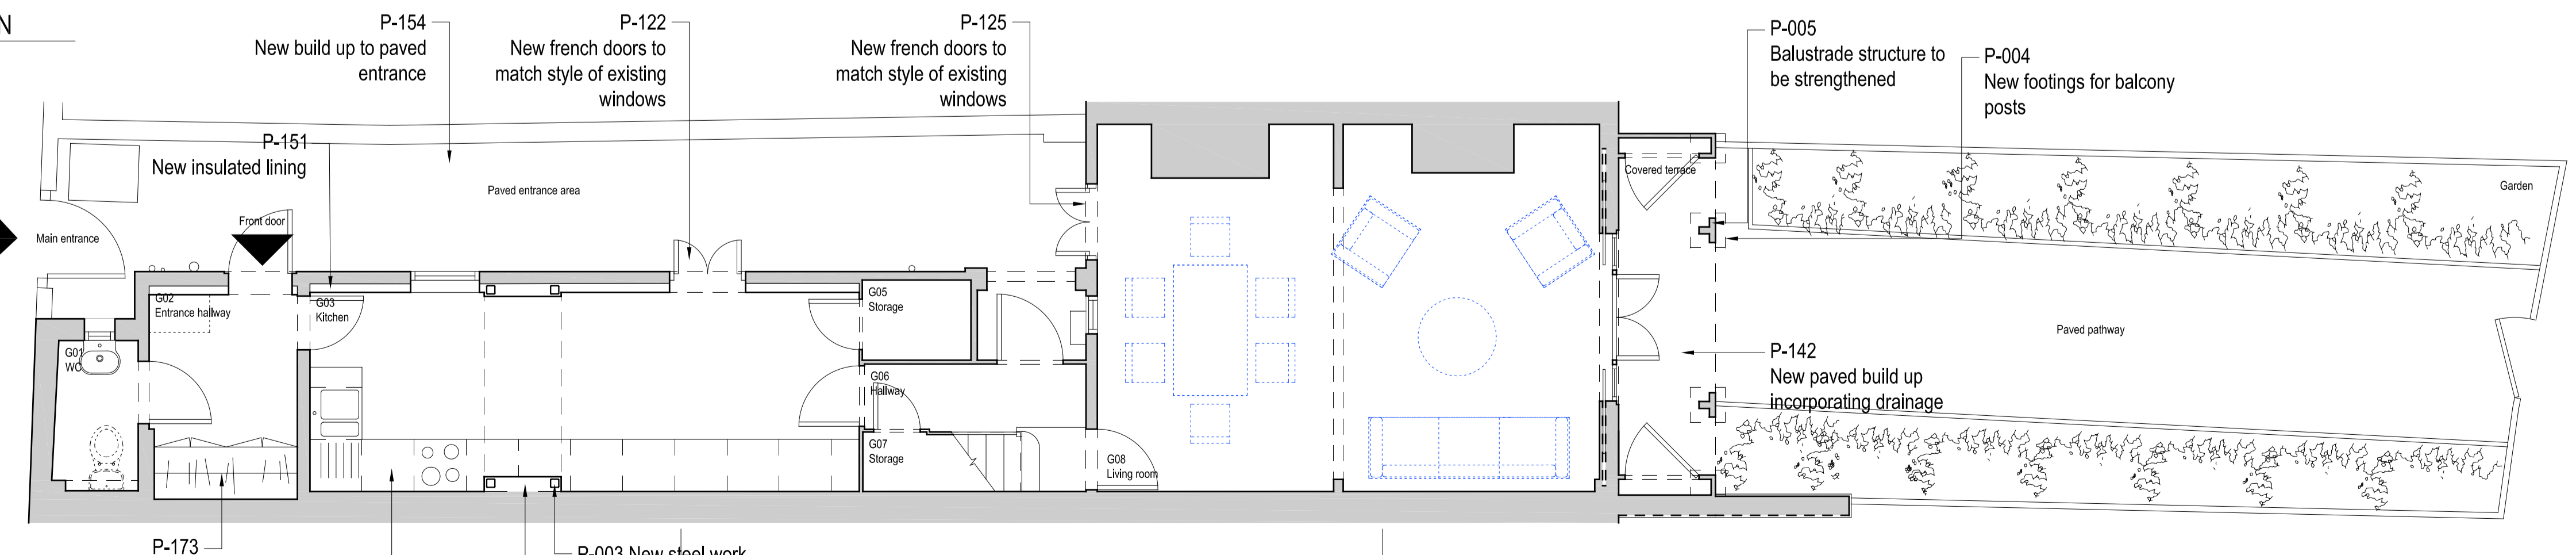 N
P-154
New build up to paved
entrance
P-122
New french doors to
match style of existing
windows
P-125
New french doors to
match style of existing
windows
P-005
Balustrade structure to
be strengthened
P-004
New footings for balcony
posts
P-151
New insulated lining
Paved entrance area
Covered terrace
Garden
Front door
Main entrance
G02
Entrance hallway
G03
Kitchen
G05
Storage
G01
WC
G06
Hallway
G07
Storage
G08
Living room
Paved pathway
P-142
New paved build up
incorporating drainage
P-173
P-003 New steel work